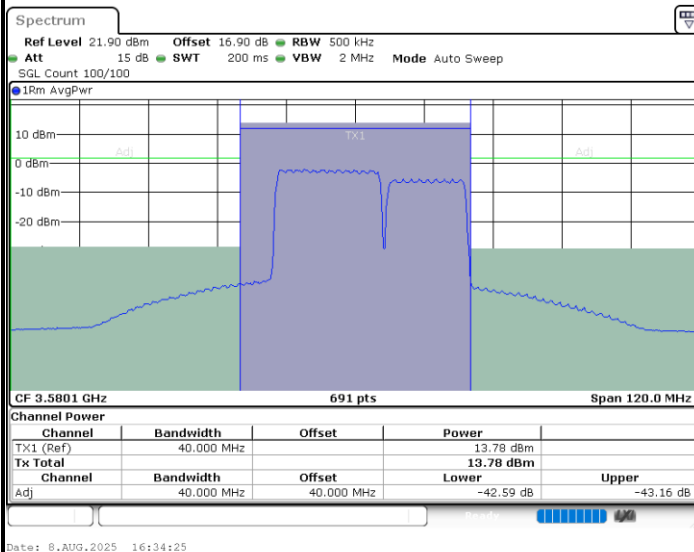 Spectrum
Ref Level 21.90 dBm Offset 16.90 dB RBW 500 kHz
Att 15 dB SWT 200 ms VBW 2 MHz Mode Auto Sweep
SGL Count 100/100
1Rm AvgPwr
10 dBm
TX1
Adj Adj
0 dBm
-10 dBm
-20 dBm
CF 3.5801 GHz 691 pts Span 120.0 MHz
Channel Power
Channel Bandwidth Offset Power
TX1 (Ref) 40.000 MHz 13.78 dBm
Tx Total 13.78 dBm
Channel Bandwidth Offset Lower Upper
Adj 40.000 MHz 40.000 MHz -42.59 dB -43.16 dB
Ready
Date: 8.AUG.2025 16:34:25